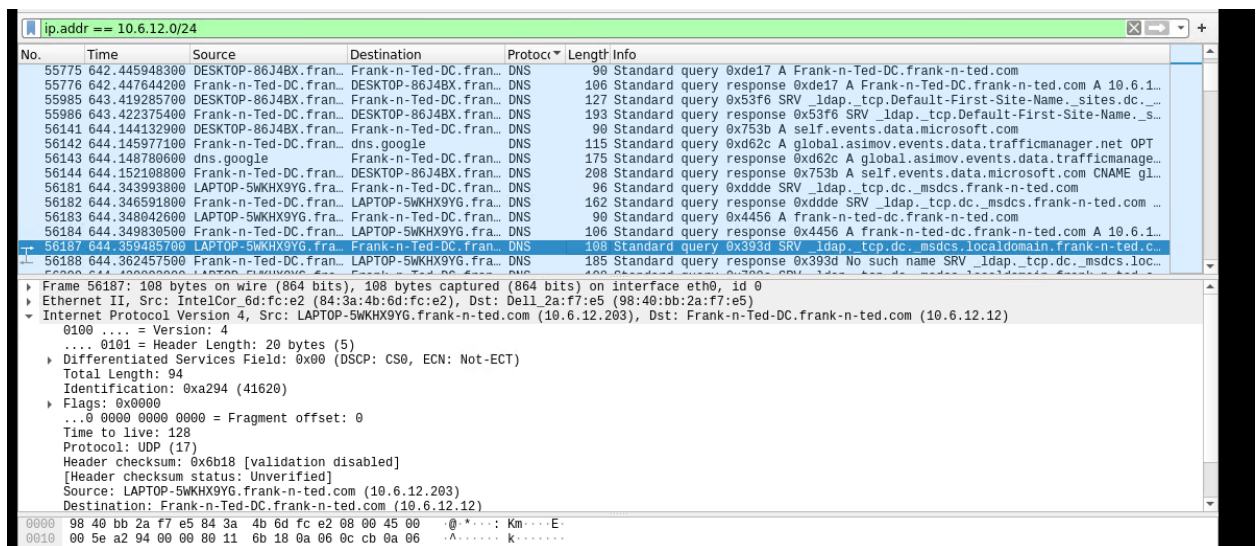 ip.addr == 10.6.12.0/24
No. Time Source Destination Protoc Length Info
55775 642.445948300 DESKTOP-86J4BX.fran… Frank-n-Ted-DC.fran… DNS 90 Standard query 0xde17 A Frank-n-Ted-DC.frank-n-ted.com
55776 642.447644200 Frank-n-Ted-DC.fran… DESKTOP-86J4BX.fran… DNS 106 Standard query response 0xde17 A Frank-n-Ted-DC.frank-n-ted.com A 10.6.1…
55985 643.419285700 DESKTOP-86J4BX.fran… Frank-n-Ted-DC.fran… DNS 127 Standard query 0x53f6 SRV _ldap._tcp.Default-First-Site-Name._sites.dc._…
55986 643.422375400 Frank-n-Ted-DC.fran… DESKTOP-86J4BX.fran… DNS 193 Standard query response 0x53f6 SRV _ldap._tcp.Default-First-Site-Name._s…
56141 644.144132900 DESKTOP-86J4BX.fran… Frank-n-Ted-DC.fran… DNS 90 Standard query 0x753b A self.events.data.microsoft.com
56142 644.145977100 Frank-n-Ted-DC.fran… dns.google DNS 115 Standard query 0xd62c A global.asimov.events.data.trafficmanager.net OPT
56143 644.148780600 dns.google Frank-n-Ted-DC.fran… DNS 175 Standard query response 0xd62c A global.asimov.events.data.trafficmanage…
56144 644.152108800 Frank-n-Ted-DC.fran… DESKTOP-86J4BX.fran… DNS 208 Standard query response 0x753b A self.events.data.microsoft.com CNAME gl…
56181 644.343993800 LAPTOP-5WKHX9YG.fra… Frank-n-Ted-DC.fran… DNS 96 Standard query 0xddde SRV _ldap._tcp.dc._msdcs.frank-n-ted.com
56182 644.346591800 Frank-n-Ted-DC.fran… LAPTOP-5WKHX9YG.fra… DNS 162 Standard query response 0xddde SRV _ldap._tcp.dc._msdcs.frank-n-ted.com …
56183 644.348042600 LAPTOP-5WKHX9YG.fra… Frank-n-Ted-DC.fran… DNS 90 Standard query 0x4456 A frank-n-ted-dc.frank-n-ted.com
56184 644.349830500 Frank-n-Ted-DC.fran… LAPTOP-5WKHX9YG.fra… DNS 106 Standard query response 0x4456 A frank-n-ted-dc.frank-n-ted.com A 10.6.1…
56187 644.359485700 LAPTOP-5WKHX9YG.fra… Frank-n-Ted-DC.fran… DNS 108 Standard query 0x393d SRV _ldap._tcp.dc._msdcs.localdomain.frank-n-ted.c…
56188 644.362457500 Frank-n-Ted-DC.fran… LAPTOP-5WKHX9YG.fra… DNS 185 Standard query response 0x393d No such name SRV _ldap._tcp.dc._msdcs.loc…
Frame 56187: 108 bytes on wire (864 bits), 108 bytes captured (864 bits) on interface eth0, id 0
Ethernet II, Src: IntelCor_6d:fc:e2 (84:3a:4b:6d:fc:e2), Dst: Dell_2a:f7:e5 (98:40:bb:2a:f7:e5)
Internet Protocol Version 4, Src: LAPTOP-5WKHX9YG.frank-n-ted.com (10.6.12.203), Dst: Frank-n-Ted-DC.frank-n-ted.com (10.6.12.12)
0100 .... = Version: 4
.... 0101 = Header Length: 20 bytes (5)
Differentiated Services Field: 0x00 (DSCP: CS0, ECN: Not-ECT)
Total Length: 94
Identification: 0xa294 (41620)
Flags: 0x0000
...0 0000 0000 0000 = Fragment offset: 0
Time to live: 128
Protocol: UDP (17)
Header checksum: 0x6b18 [validation disabled]
[Header checksum status: Unverified]
Source: LAPTOP-5WKHX9YG.frank-n-ted.com (10.6.12.203)
Destination: Frank-n-Ted-DC.frank-n-ted.com (10.6.12.12)
0000 98 40 bb 2a f7 e5 84 3a 4b 6d fc e2 08 00 45 00 ·@·*···: Km····E·
0010 00 5e a2 94 00 00 80 11 6b 18 0a 06 0c cb 0a 06 ·^······ k·······